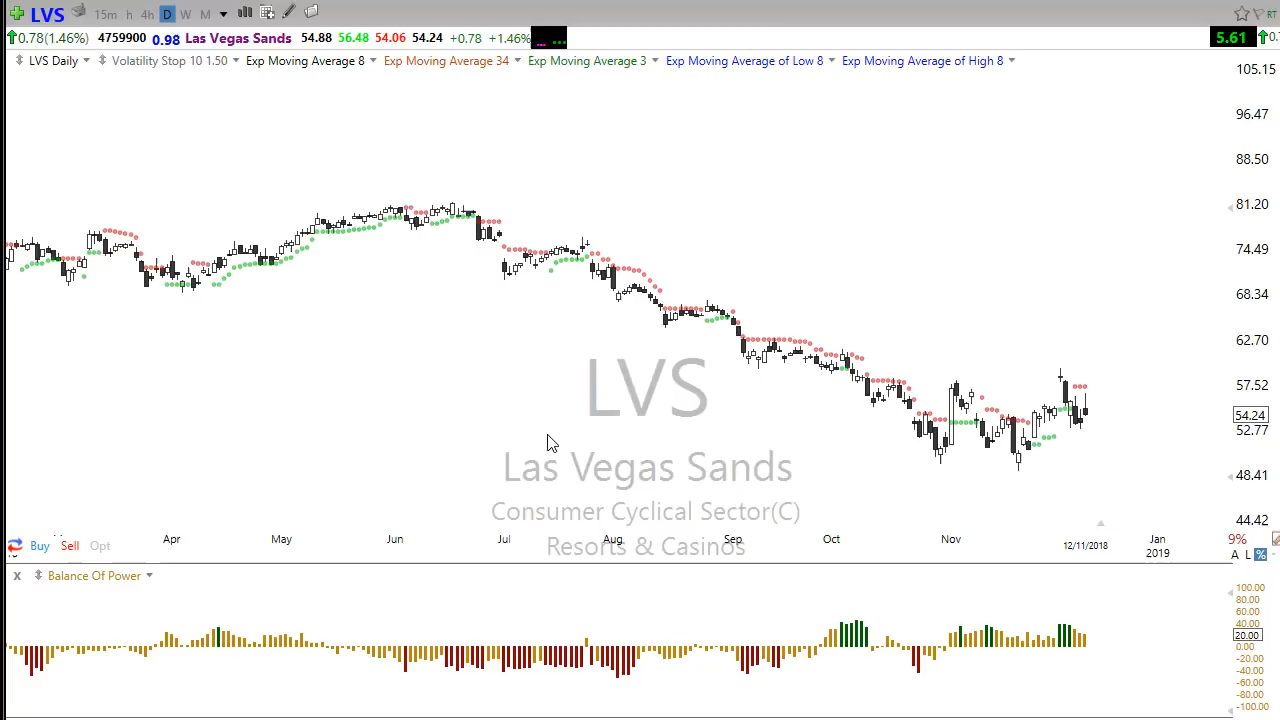 LVS 15m h 4h D W M RT
0.78(1.46%) 4759900 0.98 Las Vegas Sands 54.88 56.48 54.06 54.24 +0.78 +1.46% 5.61
LVS Daily Volatility Stop 10 1.50 Exp Moving Average 8 Exp Moving Average 34 Exp Moving Average 3 Exp Moving Average of Low 8 Exp Moving Average of High 8
105.15
96.47
88.50
81.20
74.49
68.34
62.70
57.52
54.24
52.77
48.41
44.42
LVS
Las Vegas Sands
Consumer Cyclical Sector(C)
Resorts & Casinos
Apr May Jun Jul Aug Sep Oct Nov 12/11/2018 Jan
2019
Buy Sell Opt 9%
A L %
X Balance Of Power
100.00
80.00
60.00
40.00
20.00
0.00
-20.00
-40.00
-60.00
-80.00
-100.00